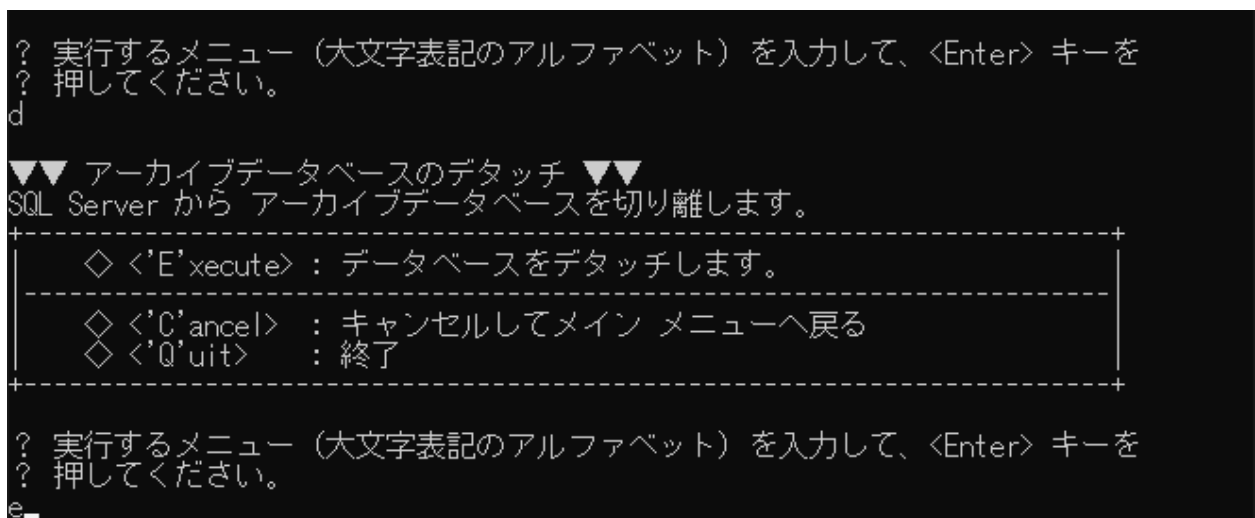 ? 実行するメニュー (大文字表記のアルファベット) を入力して、<Enter> キーを
? 押してください。
d
▼▼ アーカイブデータベースのデタッチ ▼▼
SQL Server から アーカイブデータベースを切り離します。
◇ <'E'xecute> : データベースをデタッチします。
◇ <'C'ancel> : キャンセルしてメイン メニューへ戻る
◇ <'Q'uit> : 終了
? 実行するメニュー (大文字表記のアルファベット) を入力して、<Enter> キーを
? 押してください。
e